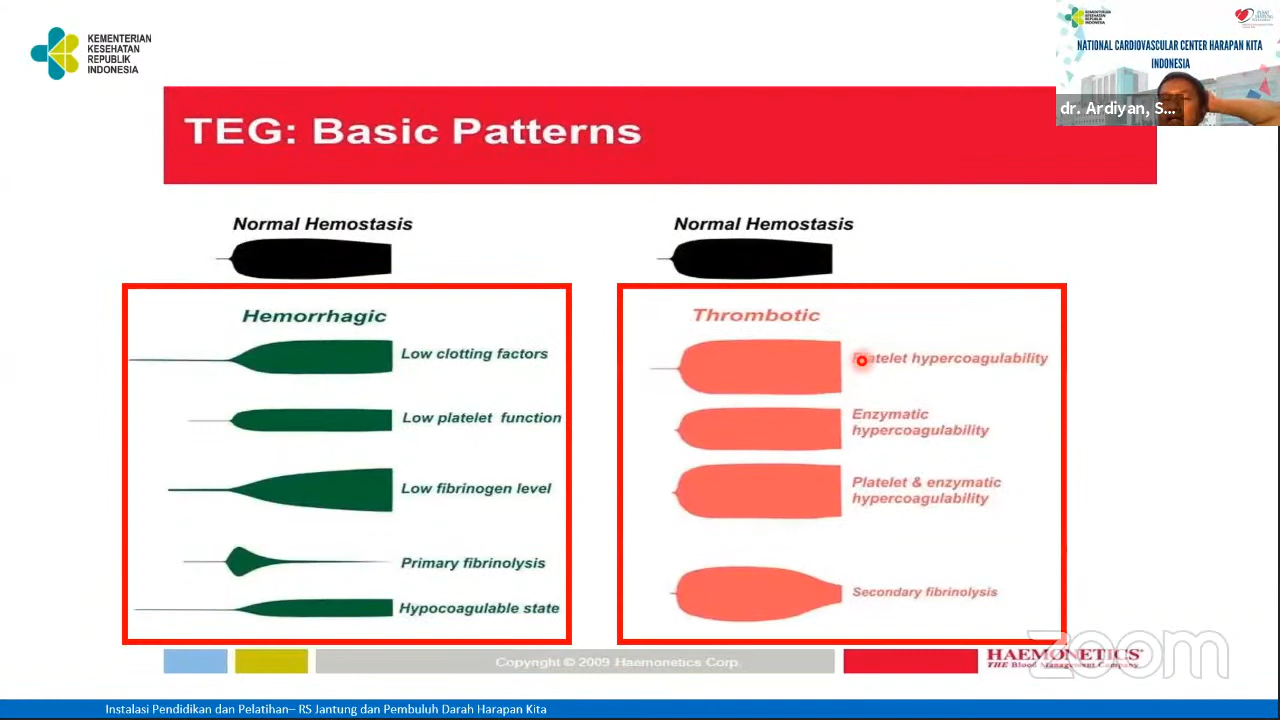 KEMENTERIAN
KESEHATAN
REPUBLIK
INDONESIA
NATIONAL CARDIOVASCULAR CENTER HARAPAN KITA
INDONESIA
dr. Ardiyan, S...
TEG: Basic Patterns
Normal Hemostasis
Hemorrhagic
Low clotting factors
Low platelet function
Low fibrinogen level
Primary fibrinolysis
Hypocoagulable state
Normal Hemostasis
Thrombotic
Platelet hypercoagulability
Enzymatic
hypercoagulability
Platelet & enzymatic
hypercoagulability
Secondary fibrinolysis
Copyright © 2009 Haemonetics Corp.
HAEMONETICS®
THE Blood Management Company
zoom
Instalasi Pendidikan dan Pelatihan– RS Jantung dan Pembuluh Darah Harapan Kita